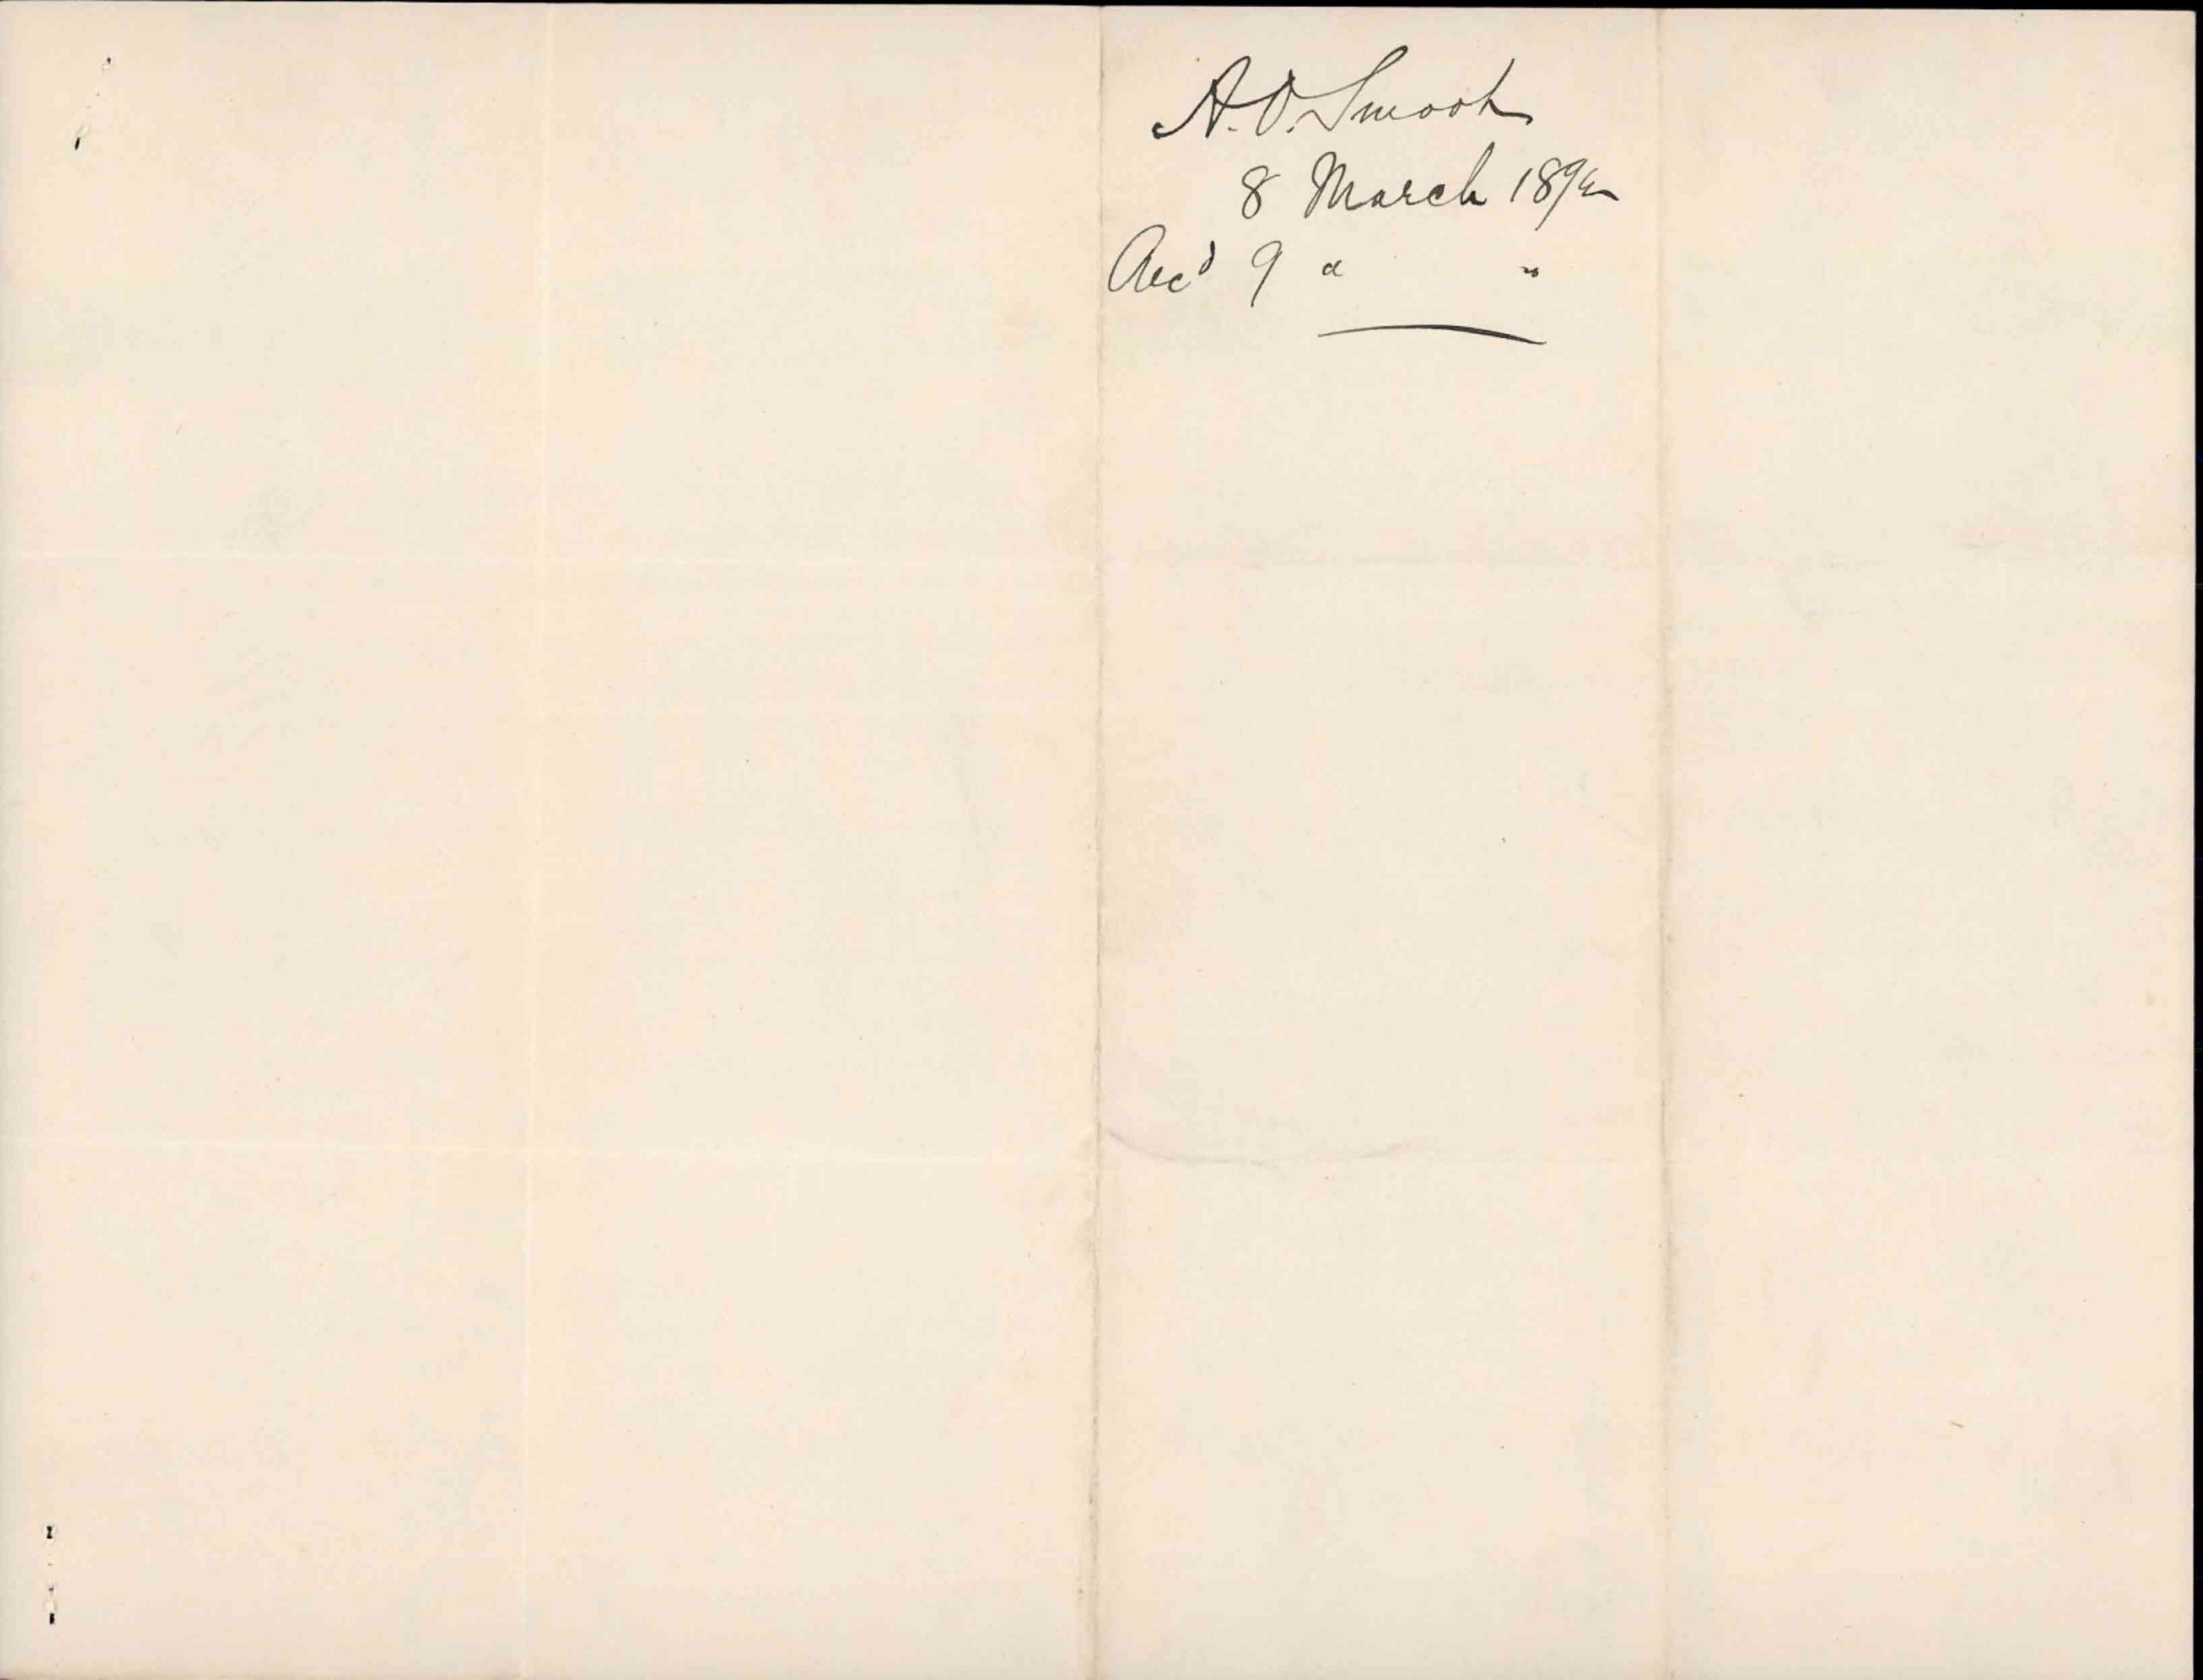 A.O. Smoot
8 March 1892
Rec'd 9 " "